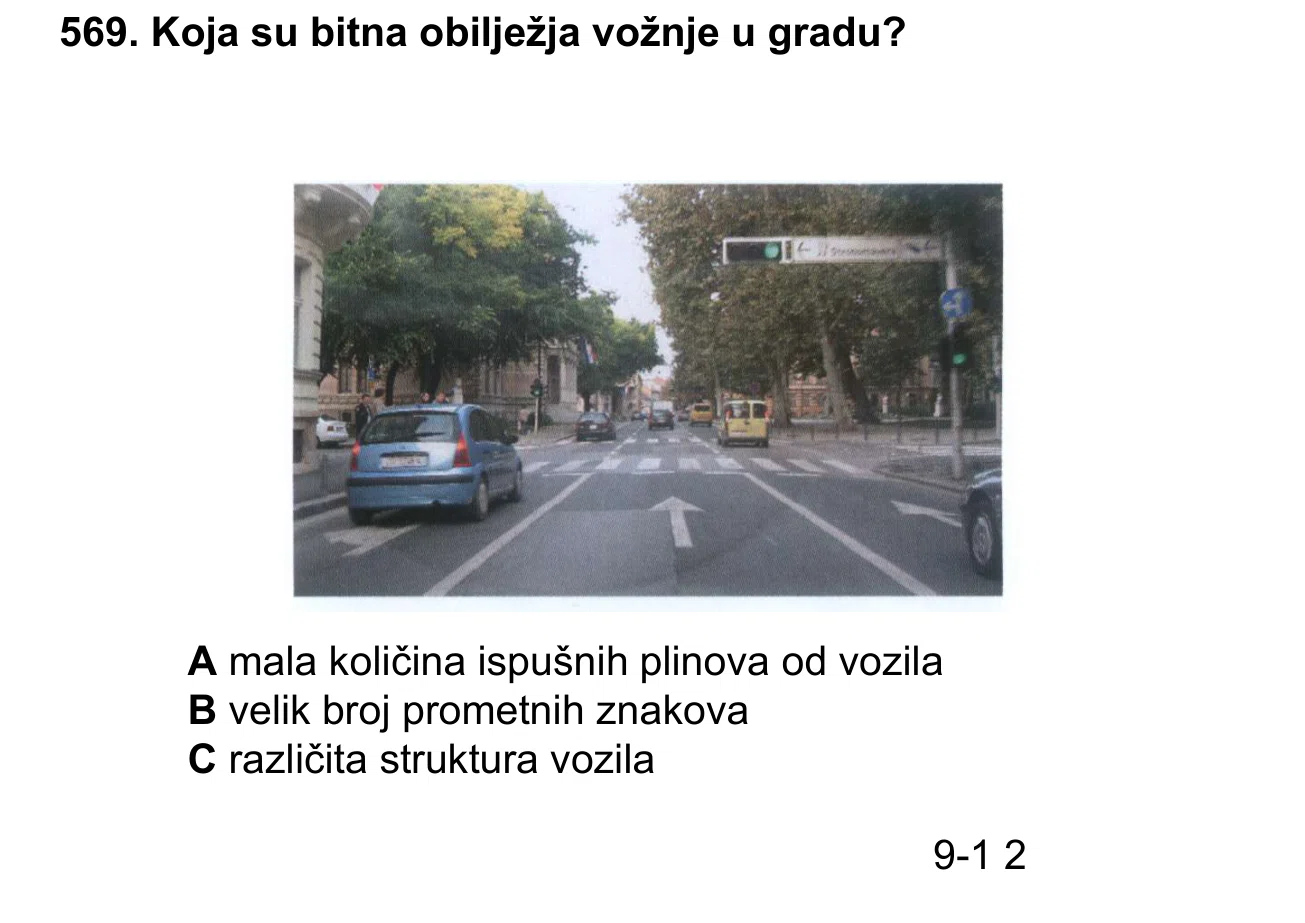 569. Koja su bitna obilježja vožnje u gradu?
A mala količina ispušnih plinova od vozila
B velik broj prometnih znakova
C različita struktura vozila
9-1 2